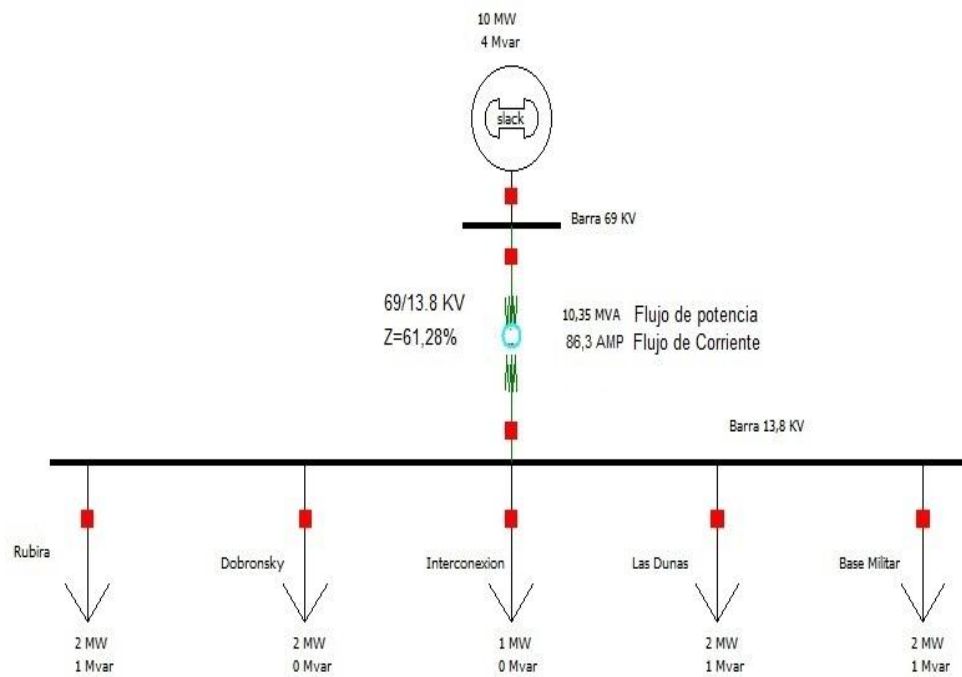 10 MW
4 Mvar
slack
Barra 69 KV
69/13.8 KV
Z=61,28%
10,35 MVA Flujo de potencia
86,3 AMP Flujo de Corriente
Barra 13,8 KV
Rubira
Dobronsky
Interconexion
Las Dunas
Base Militar
2 MW
1 Mvar
2 MW
0 Mvar
1 MW
0 Mvar
2 MW
1 Mvar
2 MW
1 Mvar